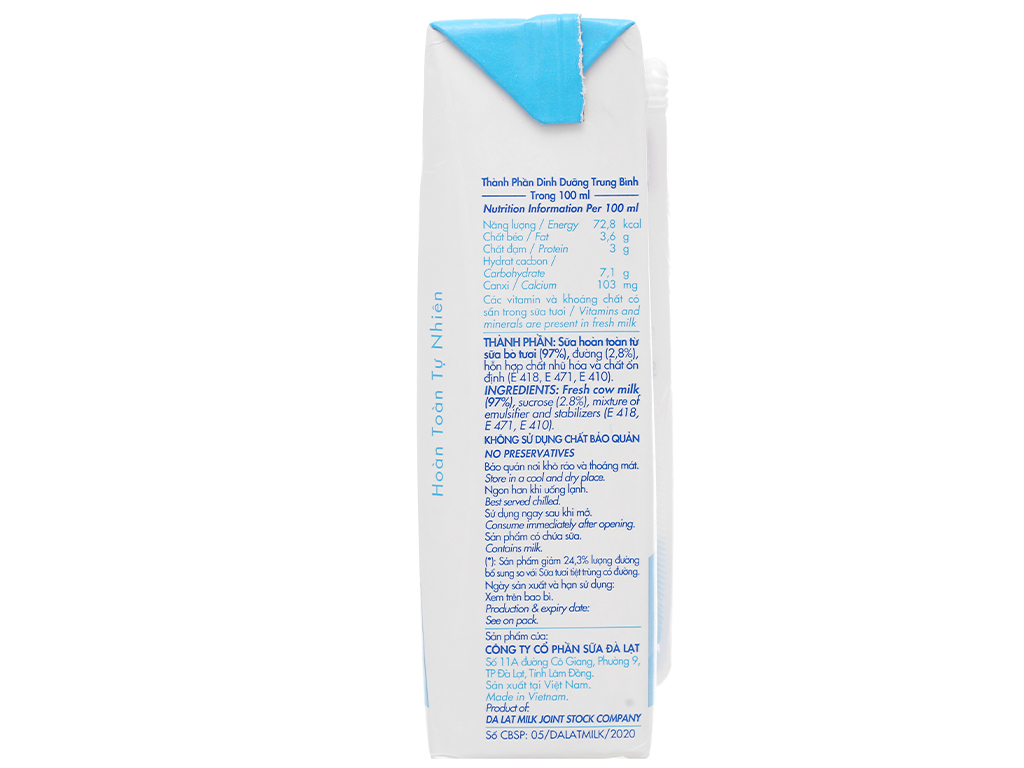 Hoàn Toàn Tự Nhiên
Thành Phần Dinh Dưỡng Trung Bình
Trong 100 ml
Nutrition Information Per 100 ml
Năng lượng / Energy 72,8 kcal
Chất béo / Fat 3,6 g
Chất đạm / Protein 3 g
Hydrat cacbon /
Carbohydrate 7,1 g
Canxi / Calcium 103 mg
Các vitamin và khoáng chất có
sẵn trong sữa tươi / Vitamins and
minerals are present in fresh milk
THÀNH PHẦN: Sữa hoàn toàn từ
sữa bò tươi (97%), đường (2,8%),
hỗn hợp chất nhũ hóa và chất ổn
định (E 418, E 471, E 410).
INGREDIENTS: Fresh cow milk
(97%), sucrose (2.8%), mixture of
emulsifier and stabilizers (E 418,
E 471, E 410).
KHÔNG SỬ DỤNG CHẤT BẢO QUẢN
NO PRESERVATIVES
Bảo quản nơi khô ráo và thoáng mát.
Store in a cool and dry place.
Ngon hơn khi uống lạnh.
Best served chilled.
Sử dụng ngay sau khi mở.
Consume immediately after opening.
Sản phẩm có chứa sữa.
Contains milk.
(*): Sản phẩm giảm 24,3% lượng đường
bổ sung so với Sữa tươi tiệt trùng có đường.
Ngày sản xuất và hạn sử dụng:
Xem trên bao bì.
Production & expiry date:
See on pack.
Sản phẩm của:
CÔNG TY CỔ PHẦN SỮA ĐÀ LẠT
Số 11A đường Cô Giang, Phường 9,
TP Đà Lạt, Tỉnh Lâm Đồng.
Sản xuất tại Việt Nam.
Made in Vietnam.
Product of:
DA LAT MILK JOINT STOCK COMPANY
Số CBSP: 05/DALATMILK/2020